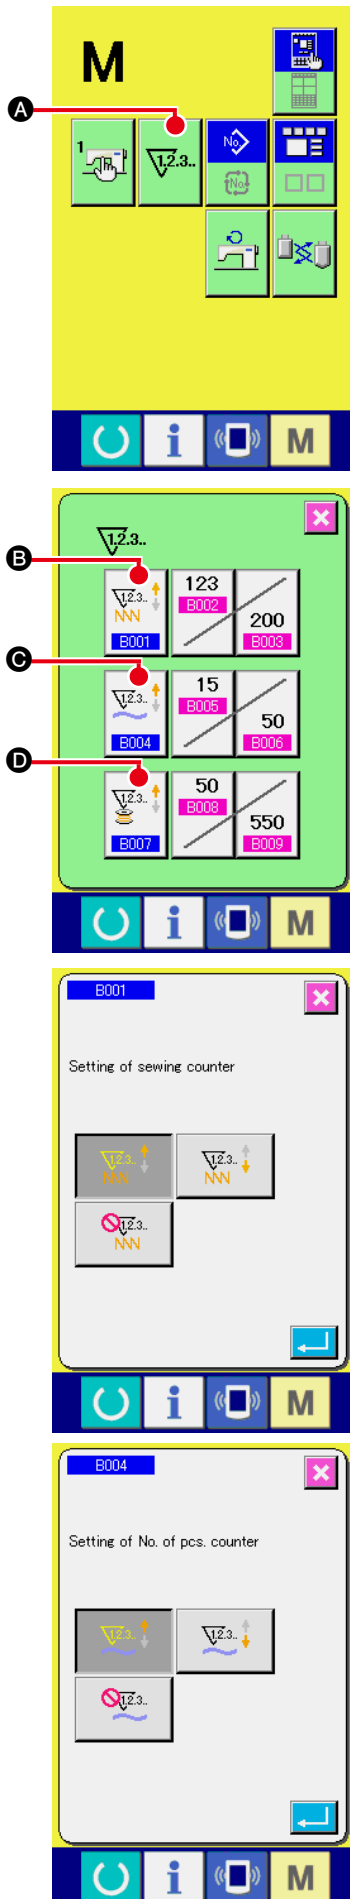 M
A
1
1.2.3..
No.
No.
i
M
1.2.3..
B
1.2.3..
B001
123
B002
200
B003
C
1.2.3..
B004
15
B005
50
B006
D
1.2.3..
B007
50
B008
550
B009
i
M
B001
Setting of sewing counter
1.2.3..
1.2.3..
1.2.3..
i
M
B004
Setting of No. of pcs. counter
1.2.3..
1.2.3..
1.2.3..
i
M